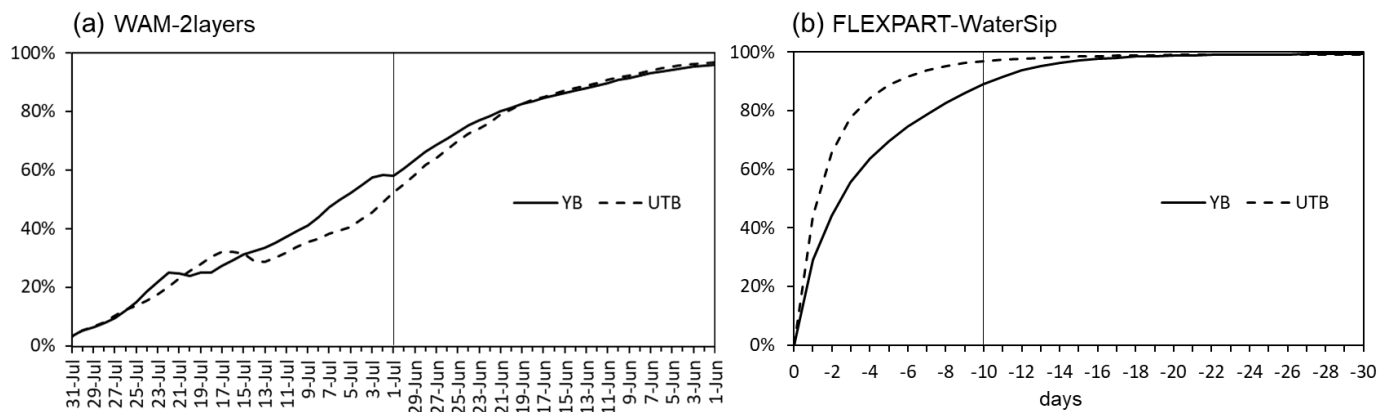 (a) WAM-2layers
100%
80%
60%
40%
20%
0%
YB UTB
31-Jul 29-Jul 27-Jul 25-Jul 23-Jul 21-Jul 19-Jul 17-Jul 15-Jul 13-Jul 11-Jul 9-Jul 7-Jul 5-Jul 3-Jul 1-Jul 29-Jun 27-Jun 25-Jun 23-Jun 21-Jun 19-Jun 17-Jun 15-Jun 13-Jun 11-Jun 9-Jun 7-Jun 5-Jun 3-Jun 1-Jun
(b) FLEXPART-WaterSip
100%
80%
60%
40%
20%
0%
YB UTB
0 -2 -4 -6 -8 -10 -12 -14 -16 -18 -20 -22 -24 -26 -28 -30
days